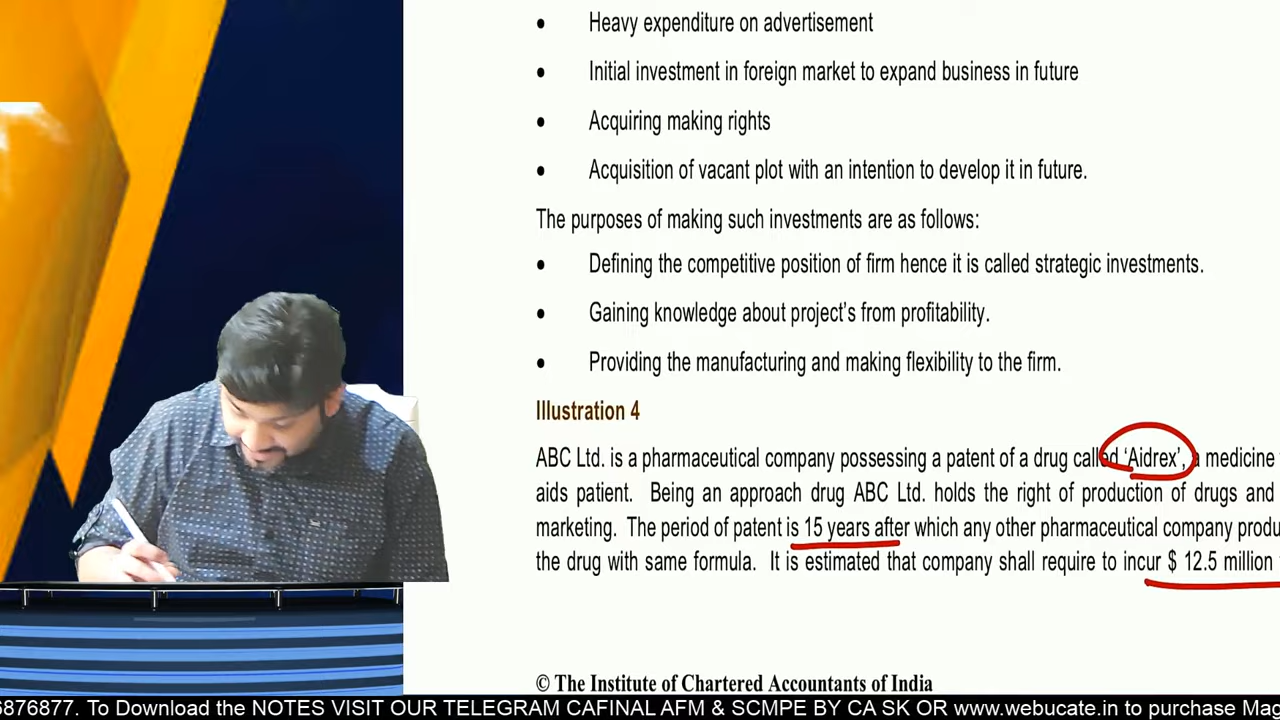 • Heavy expenditure on advertisement
• Initial investment in foreign market to expand business in future
• Acquiring making rights
• Acquisition of vacant plot with an intention to develop it in future.
The purposes of making such investments are as follows:
• Defining the competitive position of firm hence it is called strategic investments.
• Gaining knowledge about project's from profitability.
• Providing the manufacturing and making flexibility to the firm.
Illustration 4
ABC Ltd. is a pharmaceutical company possessing a patent of a drug called ‘Aidrex’, a medicine
aids patient. Being an approach drug ABC Ltd. holds the right of production of drugs and
marketing. The period of patent is 15 years after which any other pharmaceutical company produ
the drug with same formula. It is estimated that company shall require to incur $ 12.5 million
© The Institute of Chartered Accountants of India
6876877. To Download the NOTES VISIT OUR TELEGRAM CAFINAL AFM & SCMPE BY CA SK OR www.webucate.in to purchase Mag